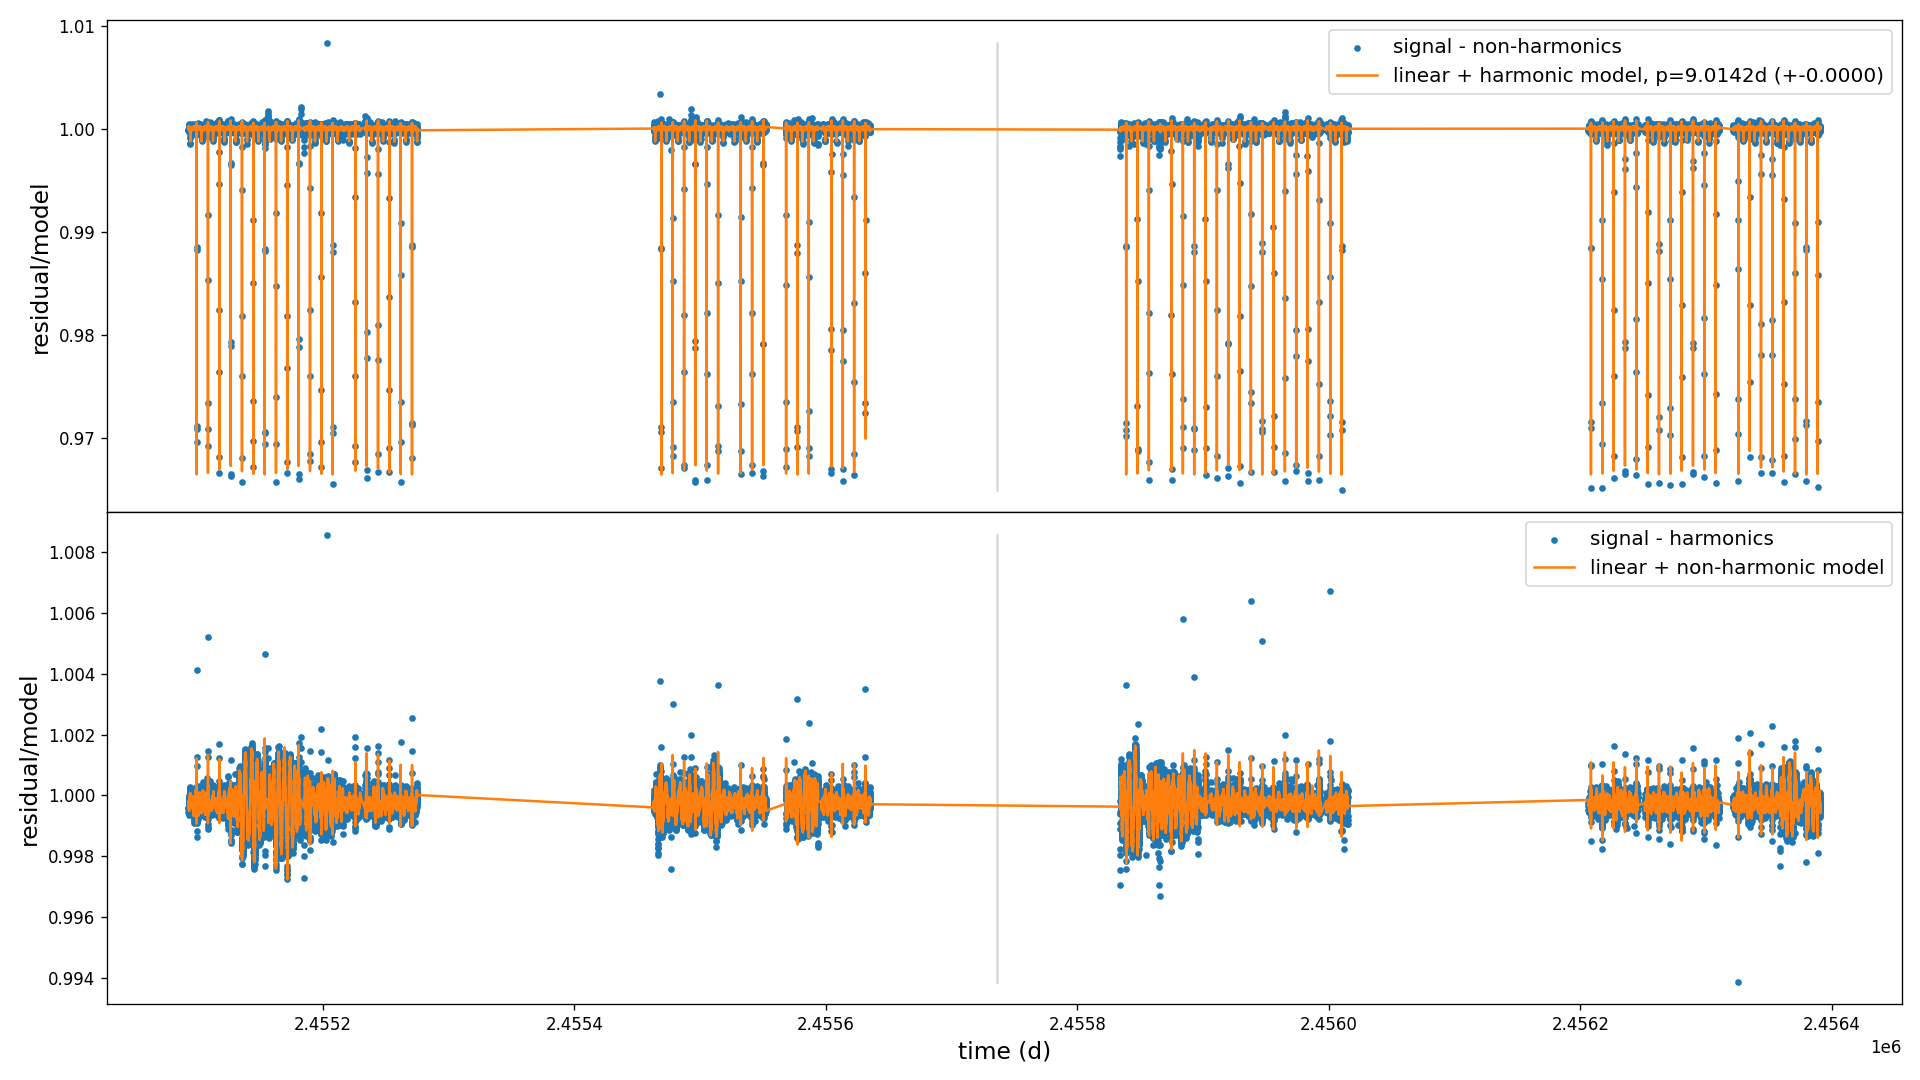 1.01
1.00
0.99
0.98
0.97
residual/model
signal - non-harmonics
linear + harmonic model, p=9.0142d (+-0.0000)
1.008
1.006
1.004
1.002
1.000
0.998
0.996
0.994
residual/model
signal - harmonics
linear + non-harmonic model
2.4552 2.4554 2.4556 2.4558 2.4560 2.4562 2.4564
1e6
time (d)